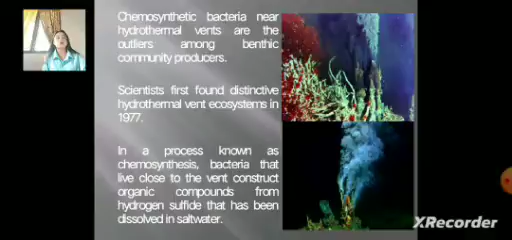 Chemosynthetic bacteria near
hydrothermal vents are the
outliers among benthic
community producers.
Scientists first found distinctive
hydrothermal vent ecosystems in
1977.
In a process known as
chemosynthesis, bacteria that
live close to the vent construct
organic compounds from
hydrogen sulfide that has been
dissolved in saltwater.
XRecorder